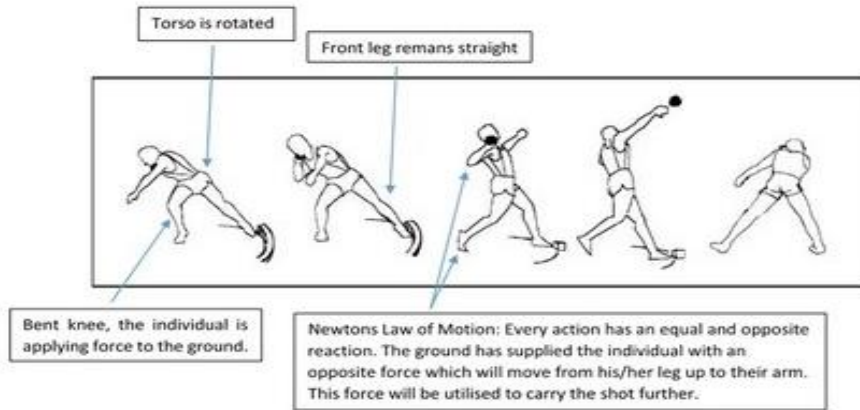 Torso is rotated
Front leg remans straight
Bent knee, the individual is
applying force to the ground.
Newtons Law of Motion: Every action has an equal and opposite
reaction. The ground has supplied the individual with an
opposite force which will move from his/her leg up to their arm.
This force will be utilised to carry the shot further.